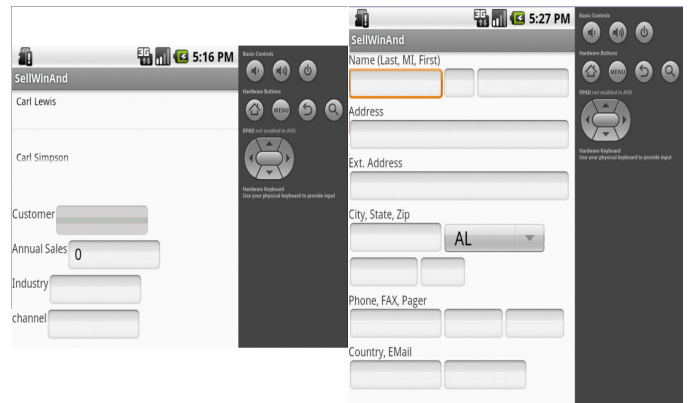 5:16 PM
SellWinAnd
Carl Lewis
Carl Simpson
Customer
Annual Sales 0
Industry
channel
Basic Controls
Hardware Buttons
MENU
DPAD not enabled in AVD
Hardware Keyboard
Use your physical keyboard to provide input
3G 5:27 PM
SellWinAnd
Name (Last, MI, First)
Address
Ext. Address
City, State, Zip
AL
Phone, FAX, Pager
Country, EMail
Basic Controls
Hardware Buttons
MENU
DPAD not enabled in AVD
Hardware Keyboard
Use your physical keyboard to provide input